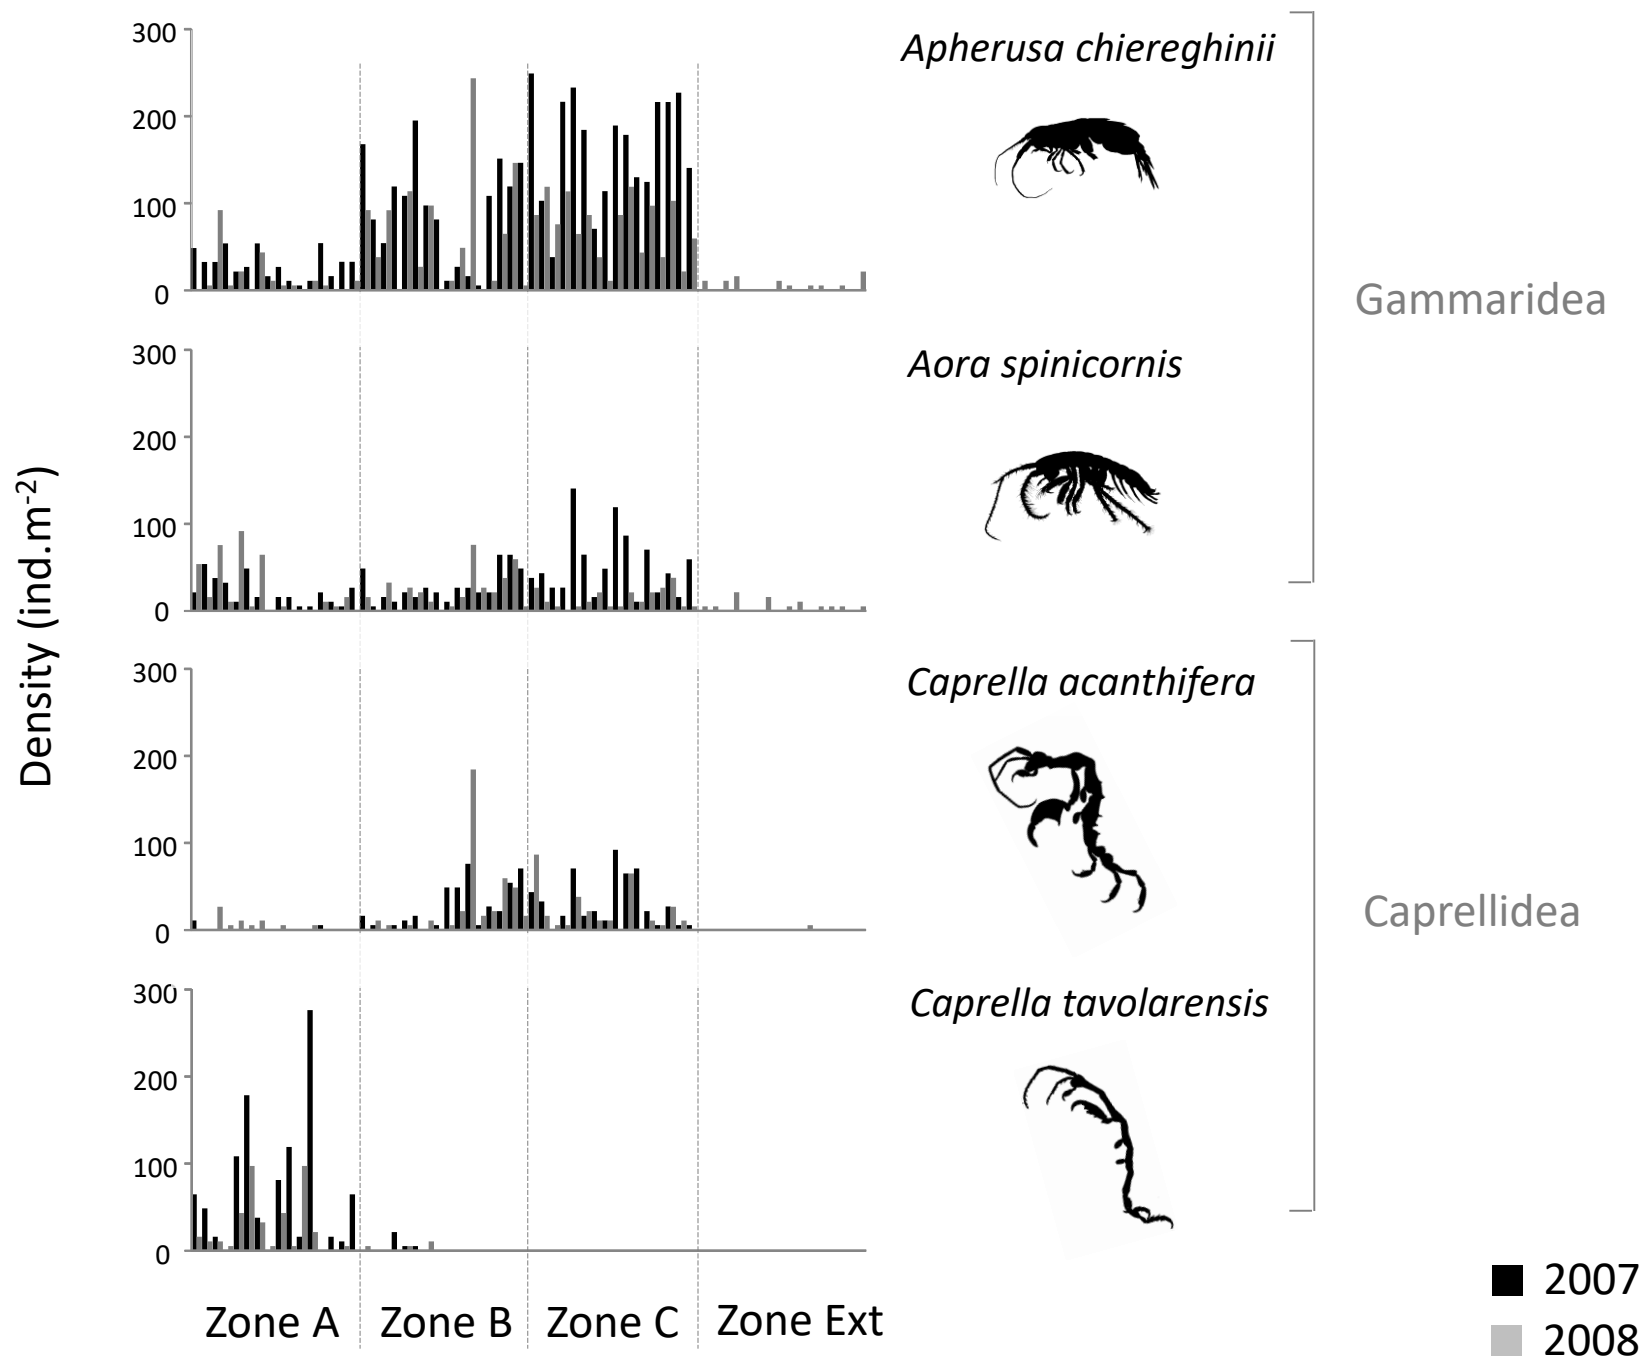 Density (ind.m-2)
300
200
100
0
Apherusa chiereghinii
Gammaridea
300
200
100
0
Aora spinicornis
300
200
100
0
Caprella acanthifera
Caprellidea
300
200
100
0
Caprella tavolarensis
Zone A
Zone B
Zone C
Zone Ext
2007
2008